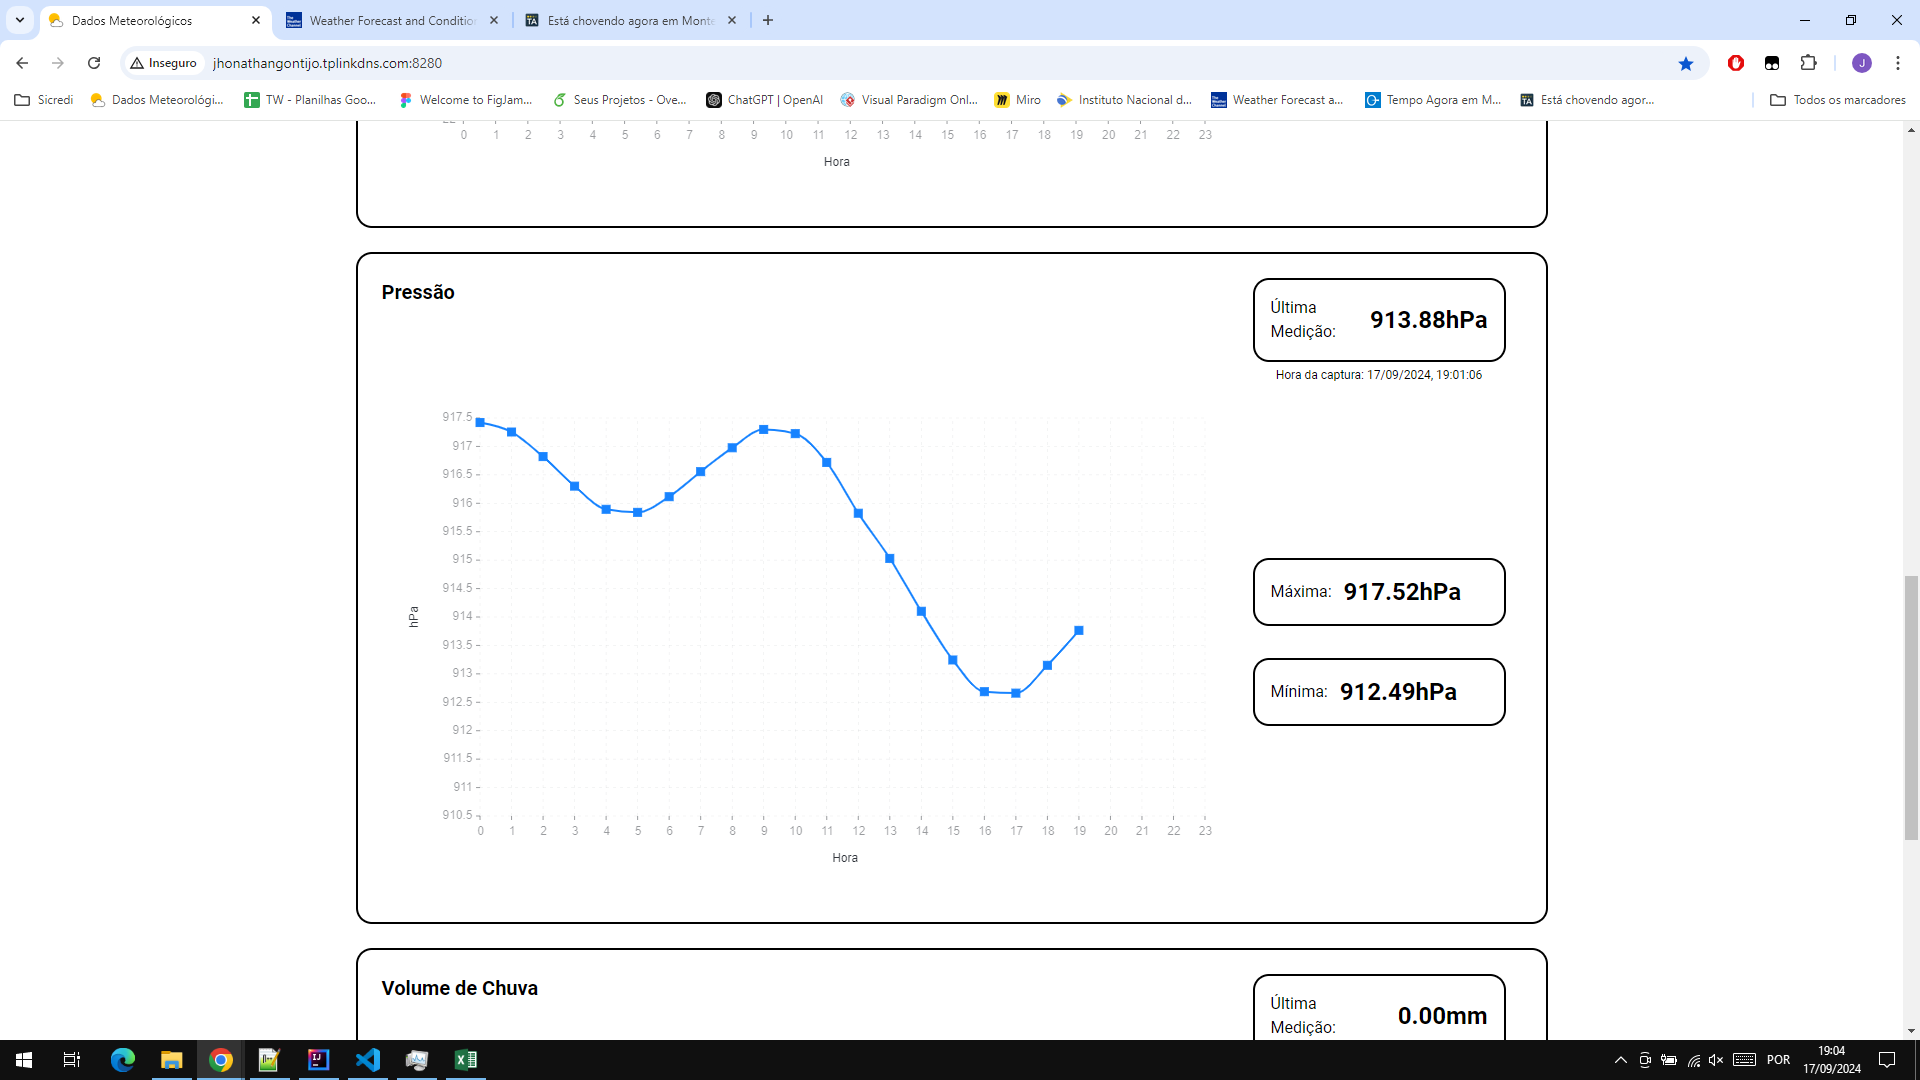 Dados Meteorológicos
Weather Forecast and Conditio
Está chovendo agora em Monte
Inseguro
jhonathangontijo.tplinkdns.com:8280
J
Sicredi
Dados Meteorológi...
TW - Planilhas Goo...
Welcome to FigJam...
Seus Projetos - Ove...
ChatGPT | OpenAI
Visual Paradigm Onl...
Miro
Instituto Nacional d...
Weather Forecast a...
Tempo Agora em M...
Está chovendo agor...
Todos os marcadores
0 1 2 3 4 5 6 7 8 9 10 11 12 13 14 15 16 17 18 19 20 21 22 23
Hora
Pressão
Última
Medição:
913.88hPa
Hora da captura: 17/09/2024, 19:01:06
917.5
917
916.5
916
915.5
915
914.5
914
913.5
913
912.5
912
911.5
911
910.5
hPa
0 1 2 3 4 5 6 7 8 9 10 11 12 13 14 15 16 17 18 19 20 21 22 23
Hora
Máxima: 917.52hPa
Mínima: 912.49hPa
Volume de Chuva
Última
Medição:
0.00mm
POR
19:04
17/09/2024